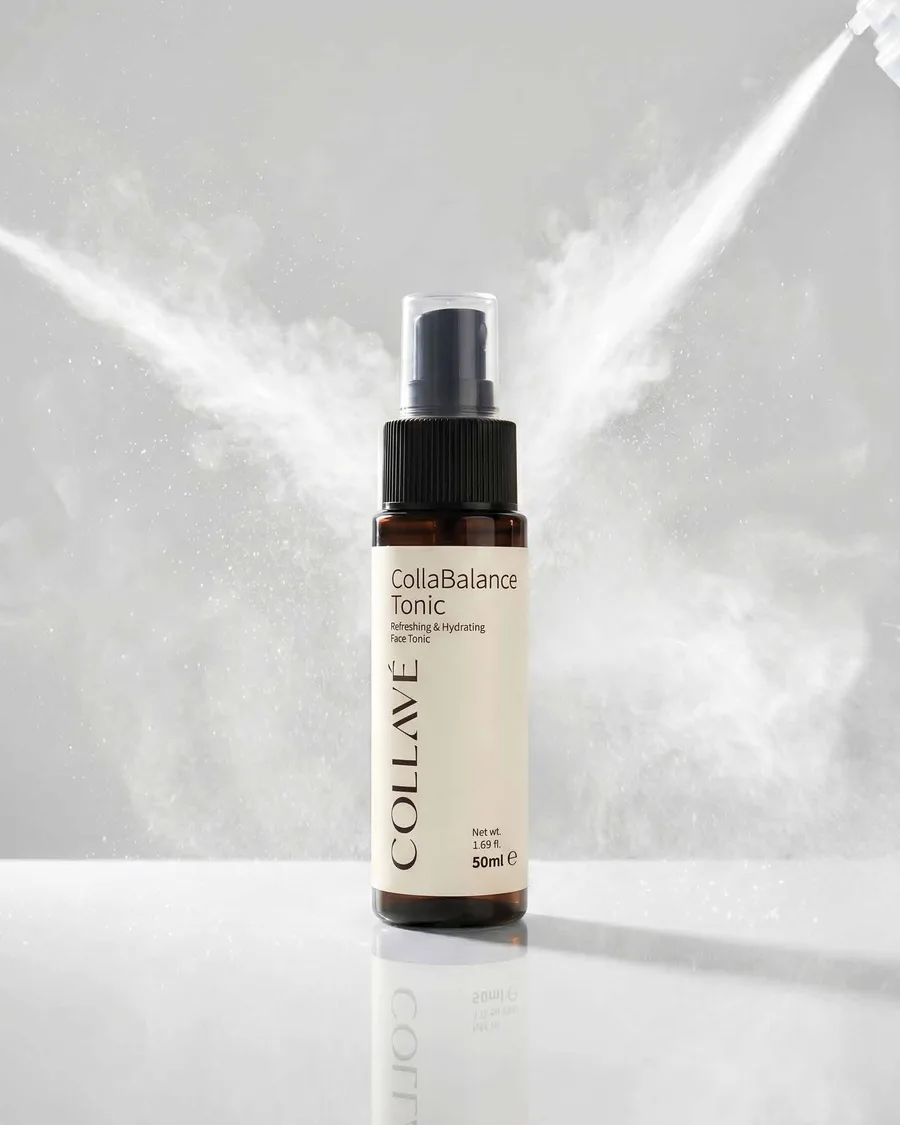 CollaBalance
Tonic
Refreshing & Hydrating
Face Tonic
COLLAVÉ
Net wt.
1.69 fl.
50ml ℮